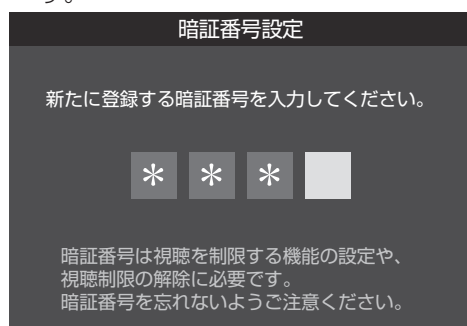 す。
暗証番号設定
新たに登録する暗証番号を入力してください。
＊ ＊ ＊
暗証番号は視聴を制限する機能の設定や、
視聴制限の解除に必要です。
暗証番号を忘れないようご注意ください。